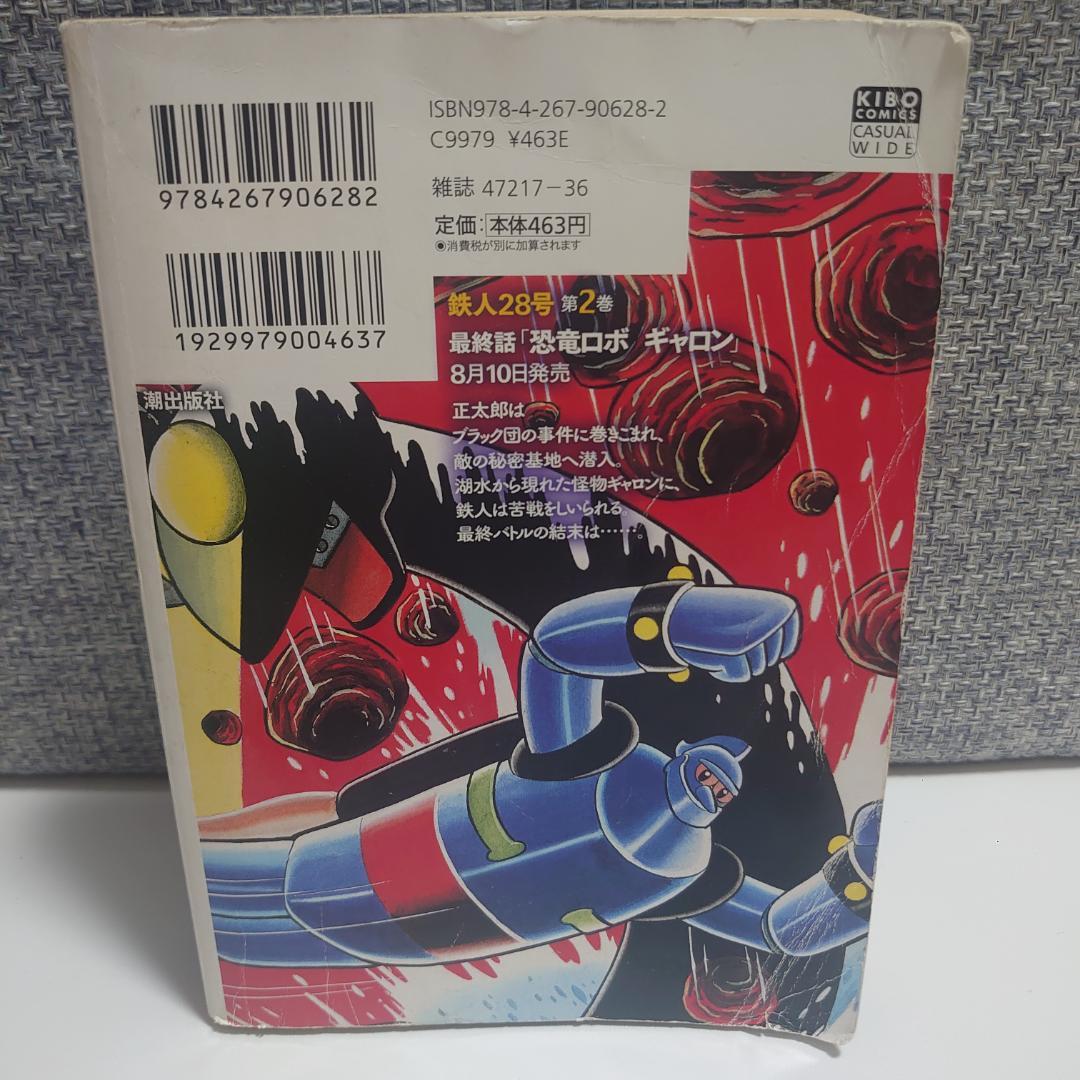 ISBN978-4-267-90628-2
C9979 ¥463E
KIBO
COMICS
CASUAL
WIDE
9784267906282
雑誌 47217-36
定価:本体463円
●消費税が別に加算されます
1929979004637
潮出版社
鉄人28号 第2巻
最終話「恐竜ロボ ギャロン」
8月10日発売
正太郎は
ブラック団の事件に巻きこまれ、
敵の秘密基地へ潜入。
湖水から現れた怪物ギャロンに、
鉄人は苦戦をしいられる。
最終バトルの結末は……。